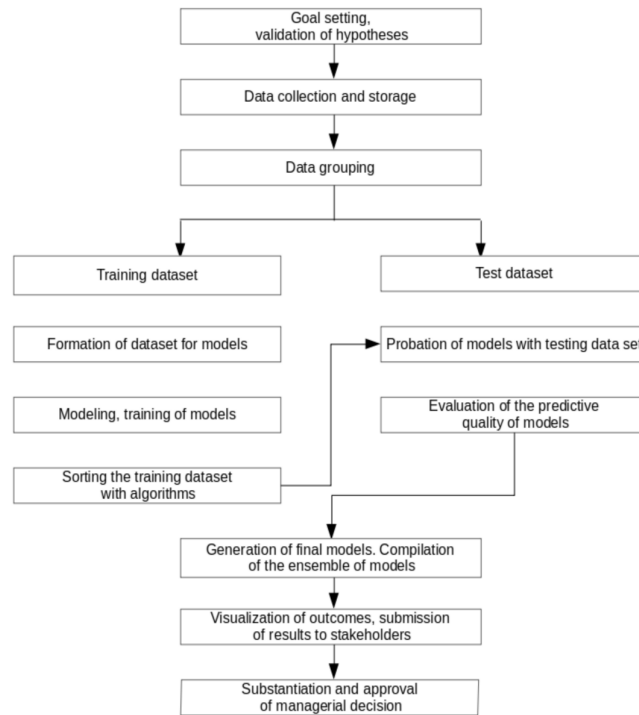 Goal setting,
validation of hypotheses
Data collection and storage
Data grouping
Training dataset
Test dataset
Formation of dataset for models
Probation of models with testing data set
Modeling, training of models
Evaluation of the predictive
quality of models
Sorting the training dataset
with algorithms
Generation of final models. Compilation
of the ensemble of models
Visualization of outcomes, submission
of results to stakeholders
Substantiation and approval
of managerial decision